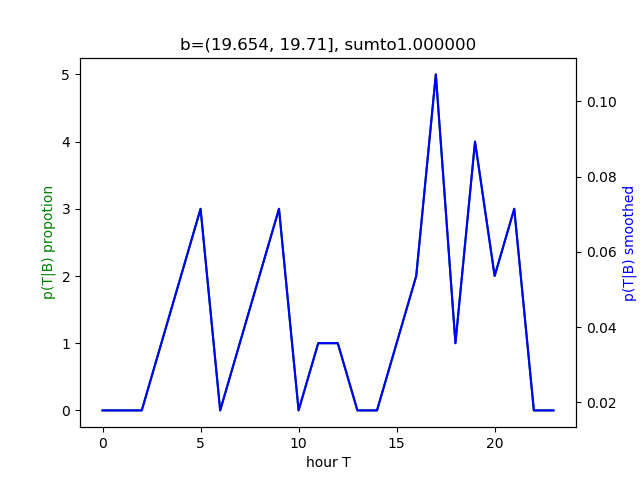 b=(19.654, 19.71], sumto1.000000
5
4
3
2
1
0
p(T|B) propotion
0.10
0.08
0.06
0.04
0.02
p(T|B) smoothed
0 5 10 15 20
hour T